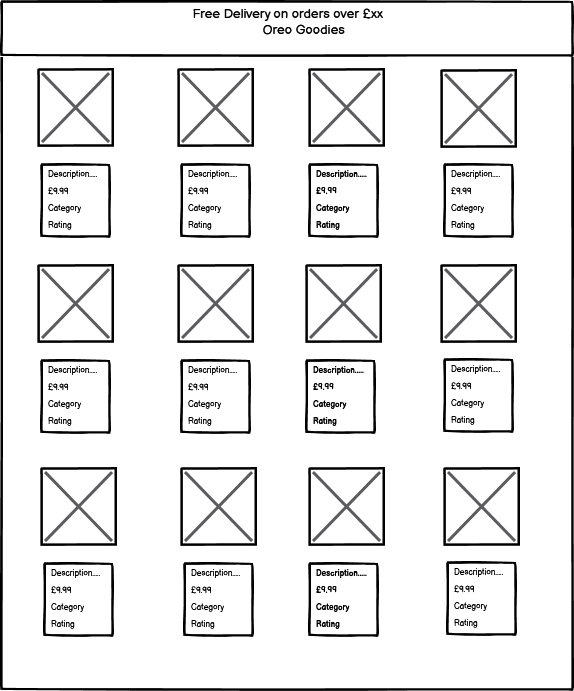 Free Delivery on orders over £xx
Oreo Goodies
Description....
£9.99
Category
Rating
Description....
£9.99
Category
Rating
Description....
£9.99
Category
Rating
Description....
£9.99
Category
Rating
Description....
£9.99
Category
Rating
Description....
£9.99
Category
Rating
Description....
£9.99
Category
Rating
Description....
£9.99
Category
Rating
Description....
£9.99
Category
Rating
Description....
£9.99
Category
Rating
Description....
£9.99
Category
Rating
Description....
£9.99
Category
Rating